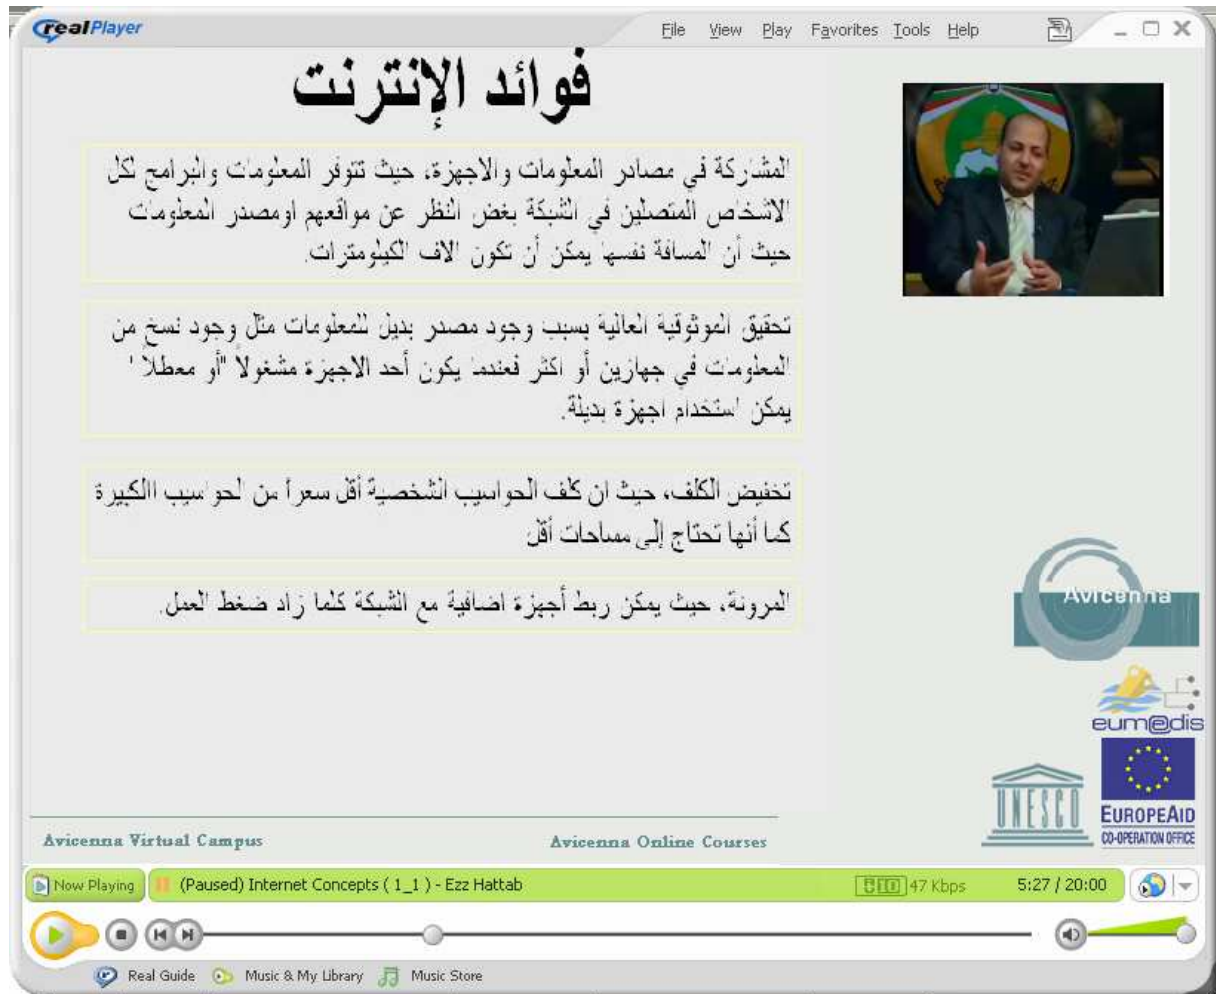 realPlayer
File View Play Favorites Tools Help
فوائد الإنترنت
المشاركة في مصادر المعلومات والاجهزة، حيث تتوفر المعلومات والبرامج لكل
الاشخاص المتصلين في الشبكة بغض النظر عن مواقعهم اومصدر المعلومات
حيث أن المسافة نفسها يمكن أن تكون الاف الكيلومترات.
تحقيق الموثوقية العالية بسبب وجود مصدر بديل للمعلومات مثل وجود نسخ من
المعلومات في جهازين أو اكثر فعندما يكون أحد الاجهزة مشغولاً "أو معطلاً "
يمكن استخدام اجهزة بديلة.
تخفيض الكلف، حيث ان كلف الحواسيب الشخصية أقل سعراً من الحواسيب االكبيرة
كما أنها تحتاج إلى مساحات أقل
المرونة، حيث يمكن ربط أجهزة اضافية مع الشبكة كلما زاد ضغط العمل.
Avicenna
eum@dis
UNESCO
EUROPEAID
CO-OPERATION OFFICE
Avicenna Virtual Campus Avicenna Online Courses
Now Playing (Paused) Internet Concepts ( 1_1 ) - Ezz Hattab 47 Kbps 5:27 / 20:00
Real Guide Music & My Library Music Store